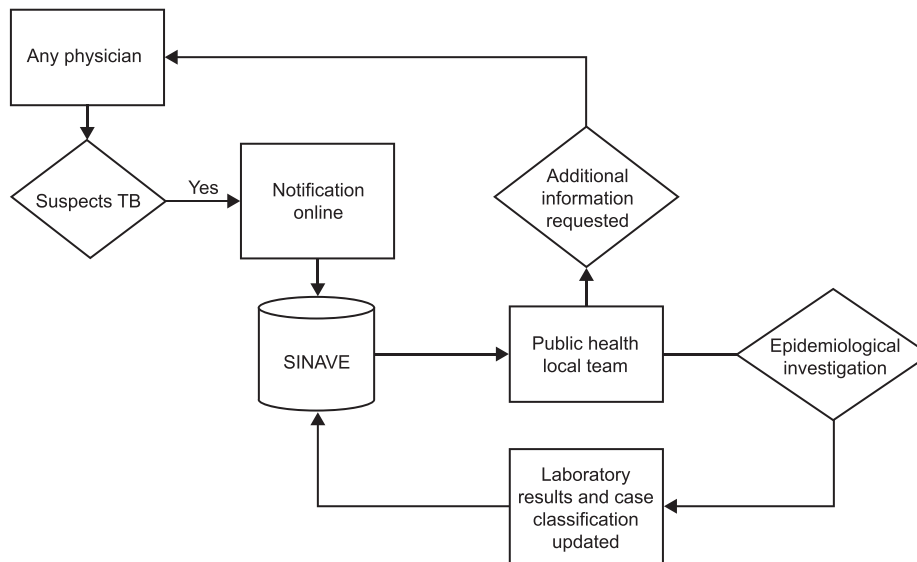 Any physician
Suspects TB
Yes
Notification
online
SINAVE
Public health
local team
Additional
information
requested
Epidemiological
investigation
Laboratory
results and case
classification
updated